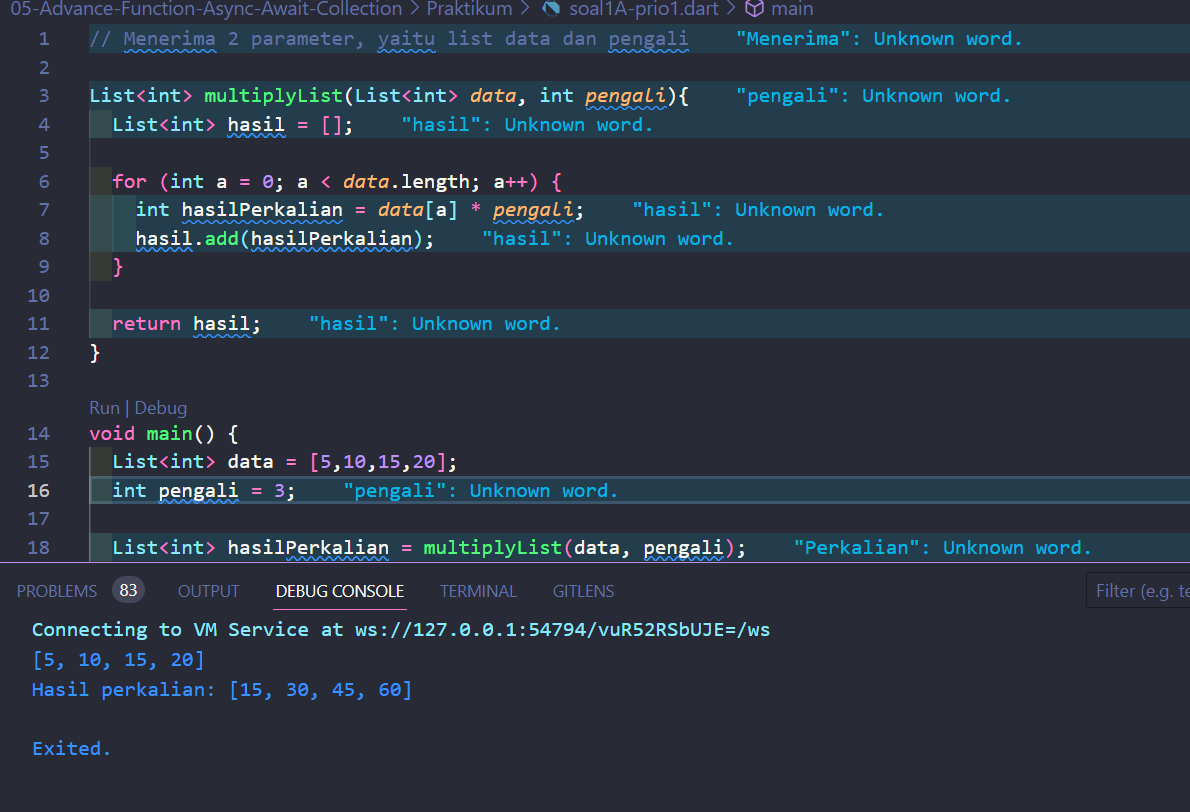 05-Advance-Function-Async-Await-Collection > Praktikum > soal1A-prio1.dart > main
1 // Menerima 2 parameter, yaitu list data dan pengali "Menerima": Unknown word.
2
3 List<int> multiplyList(List<int> data, int pengali){ "pengali": Unknown word.
4 List<int> hasil = []; "hasil": Unknown word.
5
6 for (int a = 0; a < data.length; a++) {
7 int hasilPerkalian = data[a] * pengali; "hasil": Unknown word.
8 hasil.add(hasilPerkalian); "hasil": Unknown word.
9 }
10
11 return hasil; "hasil": Unknown word.
12 }
13
Run | Debug
14 void main() {
15 List<int> data = [5,10,15,20];
16 int pengali = 3; "pengali": Unknown word.
17
18 List<int> hasilPerkalian = multiplyList(data, pengali); "Perkalian": Unknown word.
PROBLEMS 83 OUTPUT DEBUG CONSOLE TERMINAL GITLENS Filter (e.g. te
Connecting to VM Service at ws://127.0.0.1:54794/vuR52RSbUJE=/ws
[5, 10, 15, 20]
Hasil perkalian: [15, 30, 45, 60]
Exited.